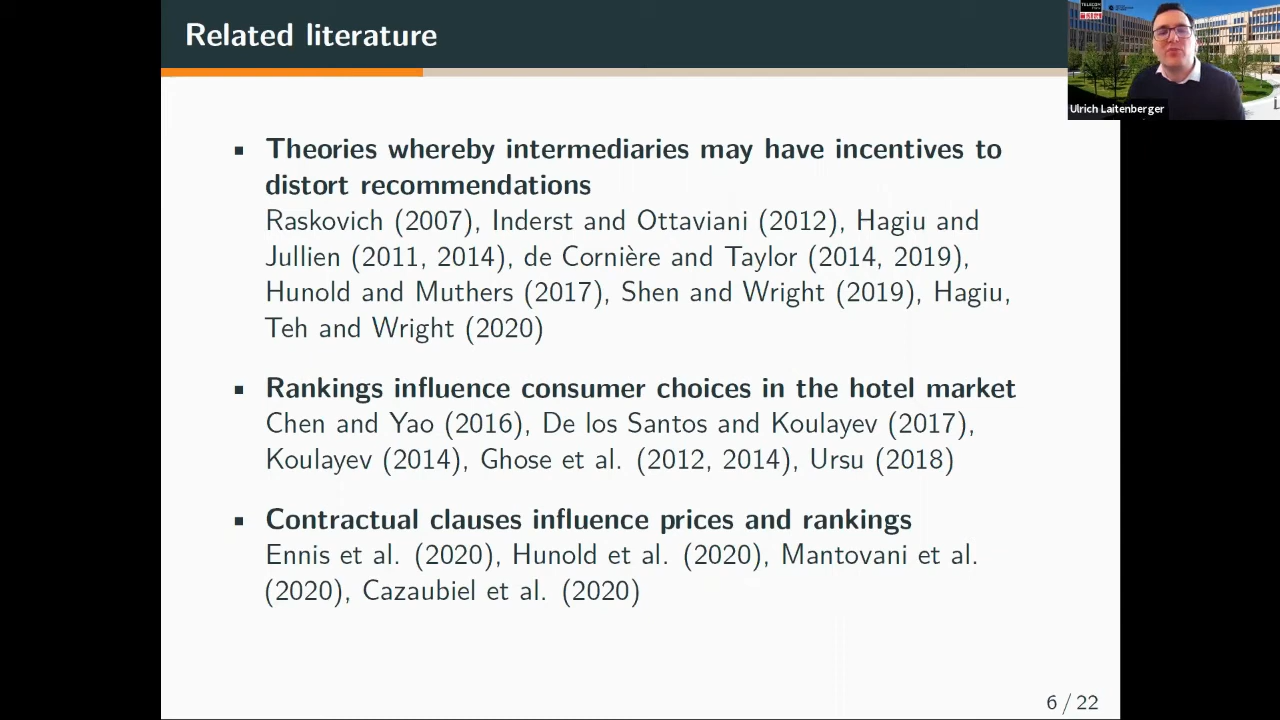 Related literature
TELECOM
Paris
Ulrich Laitenberger
▪ Theories whereby intermediaries may have incentives to
distort recommendations
Raskovich (2007), Inderst and Ottaviani (2012), Hagiu and
Jullien (2011, 2014), de Cornière and Taylor (2014, 2019),
Hunold and Muthers (2017), Shen and Wright (2019), Hagiu,
Teh and Wright (2020)
▪ Rankings influence consumer choices in the hotel market
Chen and Yao (2016), De los Santos and Koulayev (2017),
Koulayev (2014), Ghose et al. (2012, 2014), Ursu (2018)
▪ Contractual clauses influence prices and rankings
Ennis et al. (2020), Hunold et al. (2020), Mantovani et al.
(2020), Cazaubiel et al. (2020)
6 / 22